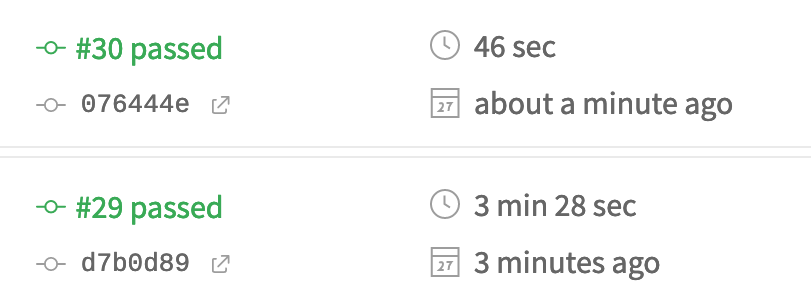 #30 passed
46 sec
076444e
27 about a minute ago
#29 passed
3 min 28 sec
d7b0d89
27 3 minutes ago